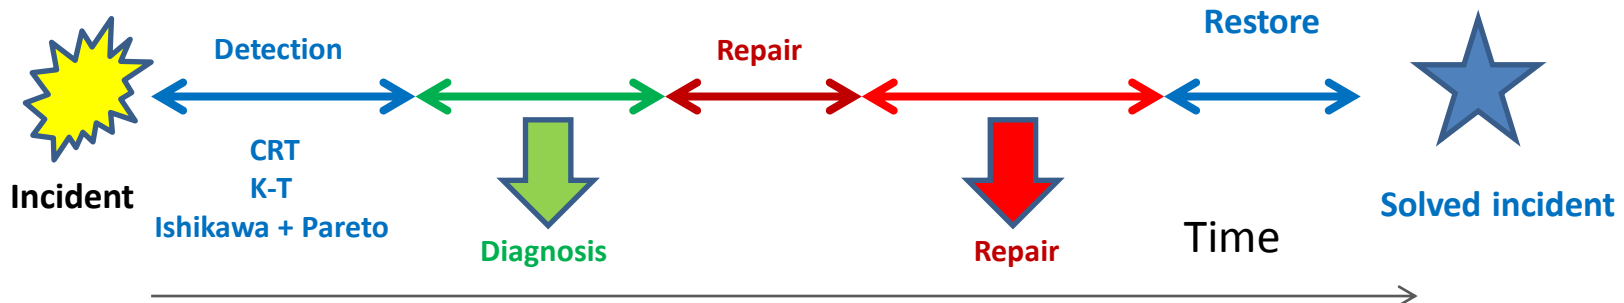 Restore
Detection
Repair
CRT
K-T
Ishikawa + Pareto
Incident
Solved incident
Time
Diagnosis
Repair